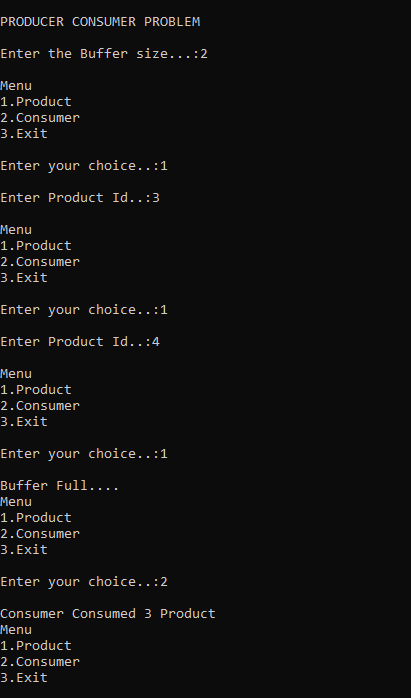 PRODUCER CONSUMER PROBLEM
Enter the Buffer size...:2
Menu
1.Product
2.Consumer
3.Exit
Enter your choice..:1
Enter Product Id..:3
Menu
1.Product
2.Consumer
3.Exit
Enter your choice..:1
Enter Product Id..:4
Menu
1.Product
2.Consumer
3.Exit
Enter your choice..:1
Buffer Full....
Menu
1.Product
2.Consumer
3.Exit
Enter your choice..:2
Consumer Consumed 3 Product
Menu
1.Product
2.Consumer
3.Exit